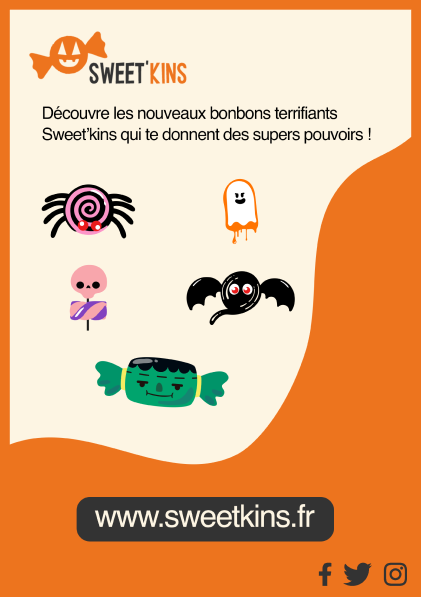 SWEET'KINS
Découvre les nouveaux bonbons terrifiants
Sweet’kins qui te donnent des supers pouvoirs !
www.sweetkins.fr